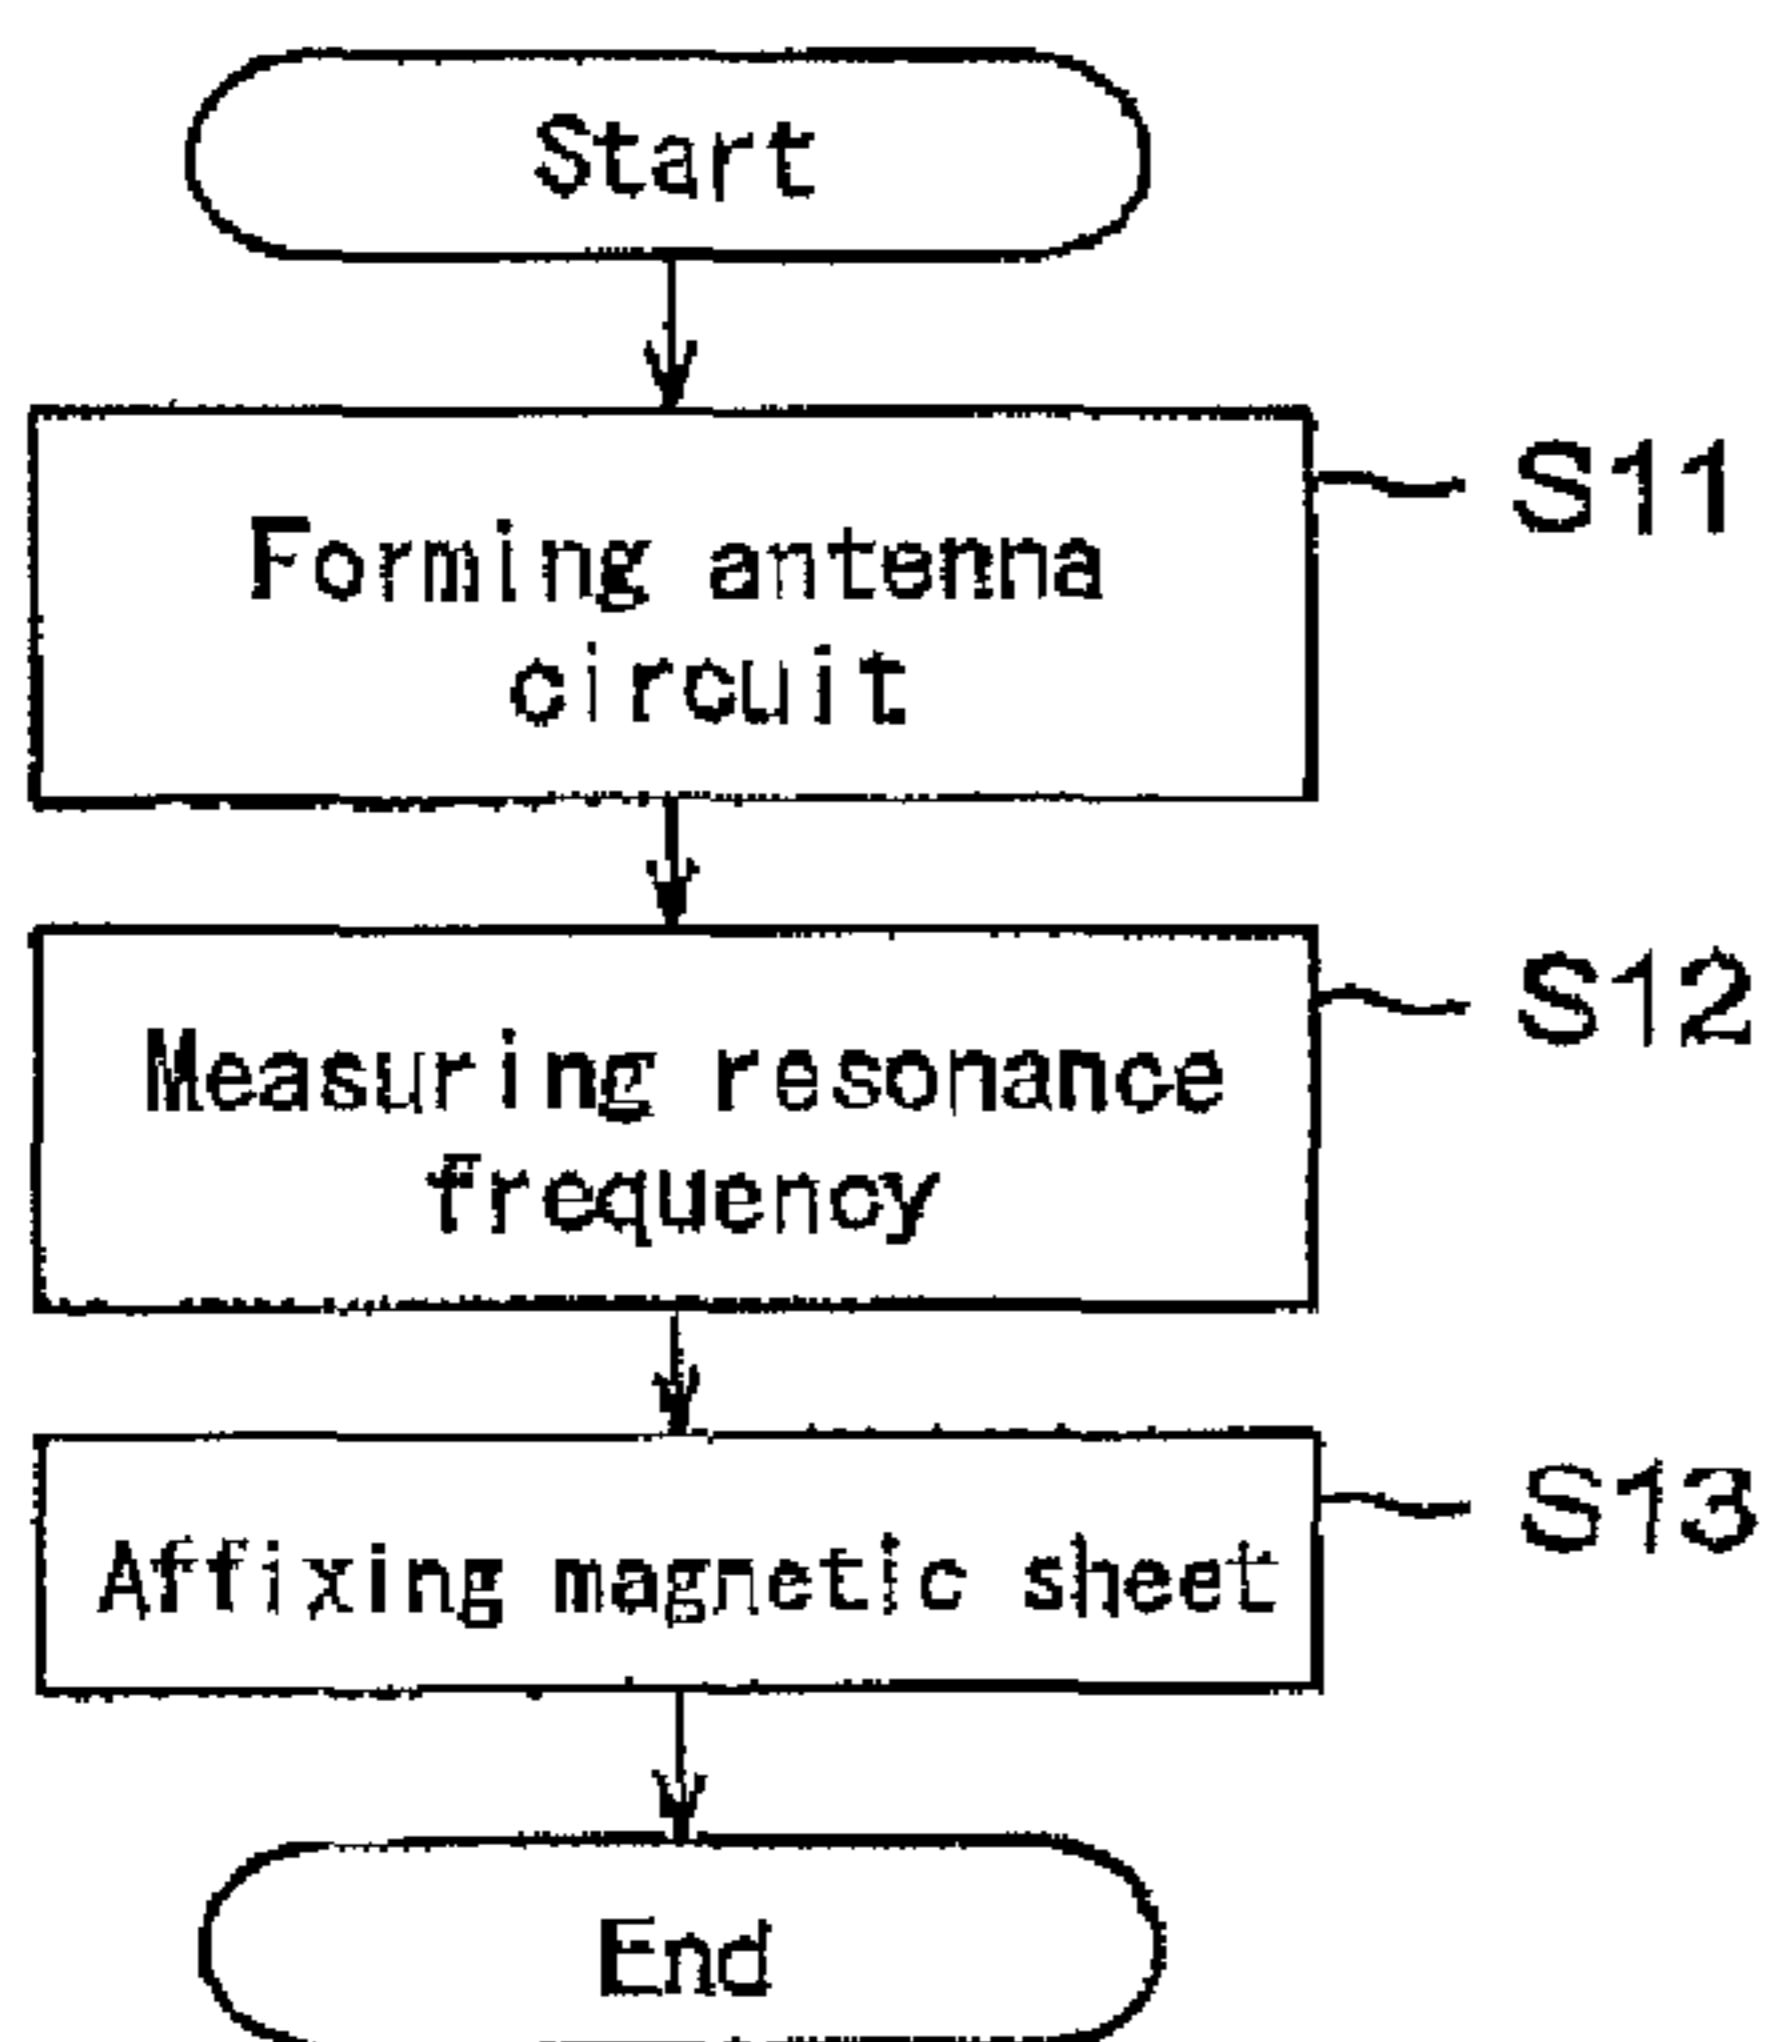 Start
S11
Forming antenna
circuit
S12
Measuring resonance
frequency
S13
Affixing magnetic sheet
End